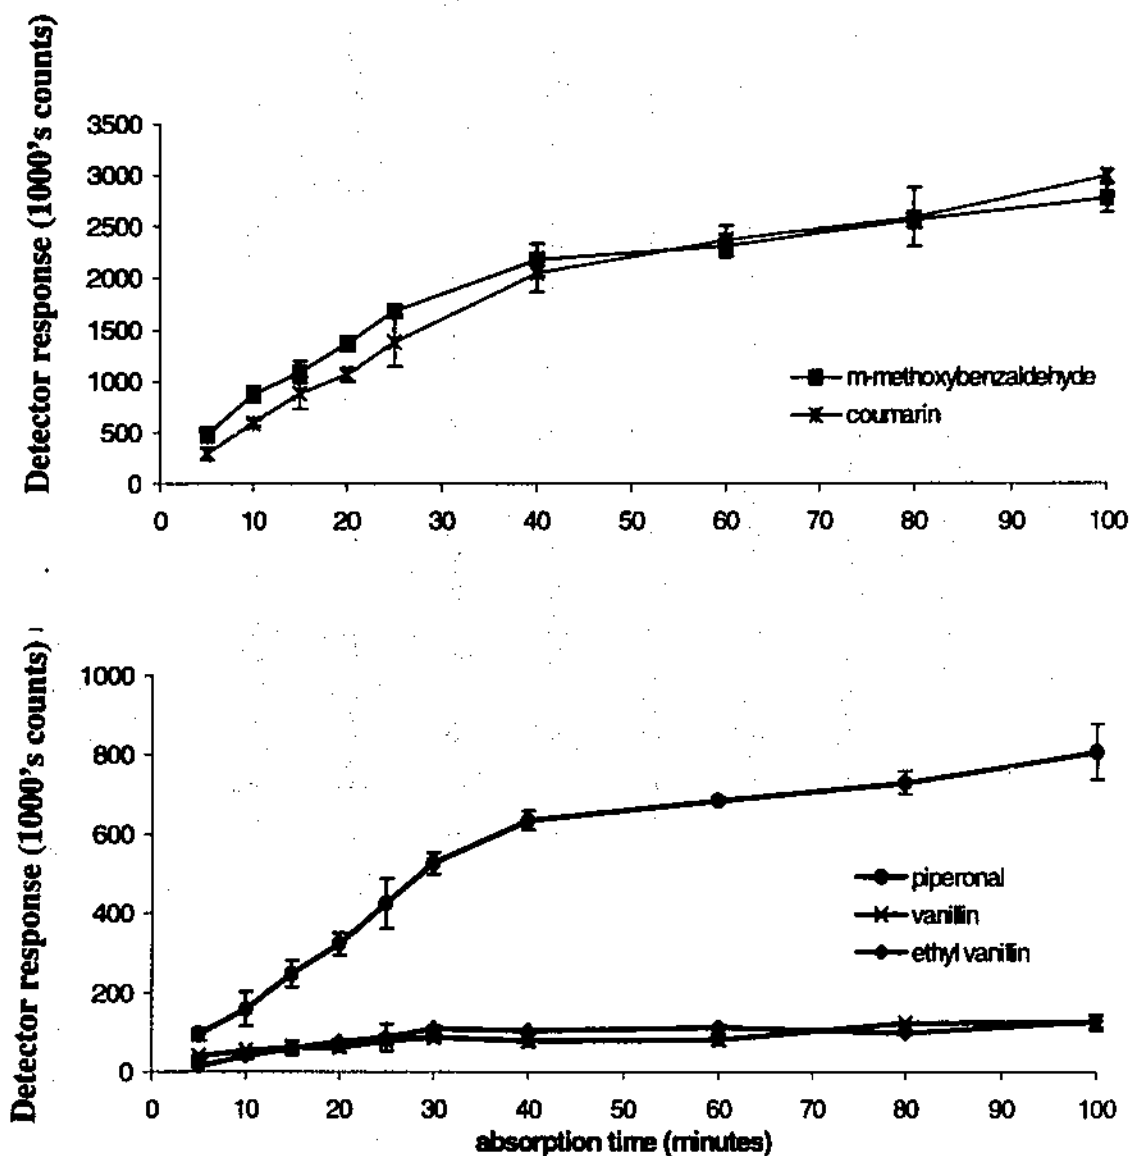 Detector response (1000's counts)
3500
3000
2500
2000
1500
1000
500
0
0 10 20 30 40 50 60 70 80 90 100
m-methoxybenzaldehyde
coumarin
Detector response (1000's counts)
1000
800
600
400
200
0
0 10 20 30 40 50 60 70 80 90 100
piperonal
vanillin
ethyl vanillin
absorption time (minutes)